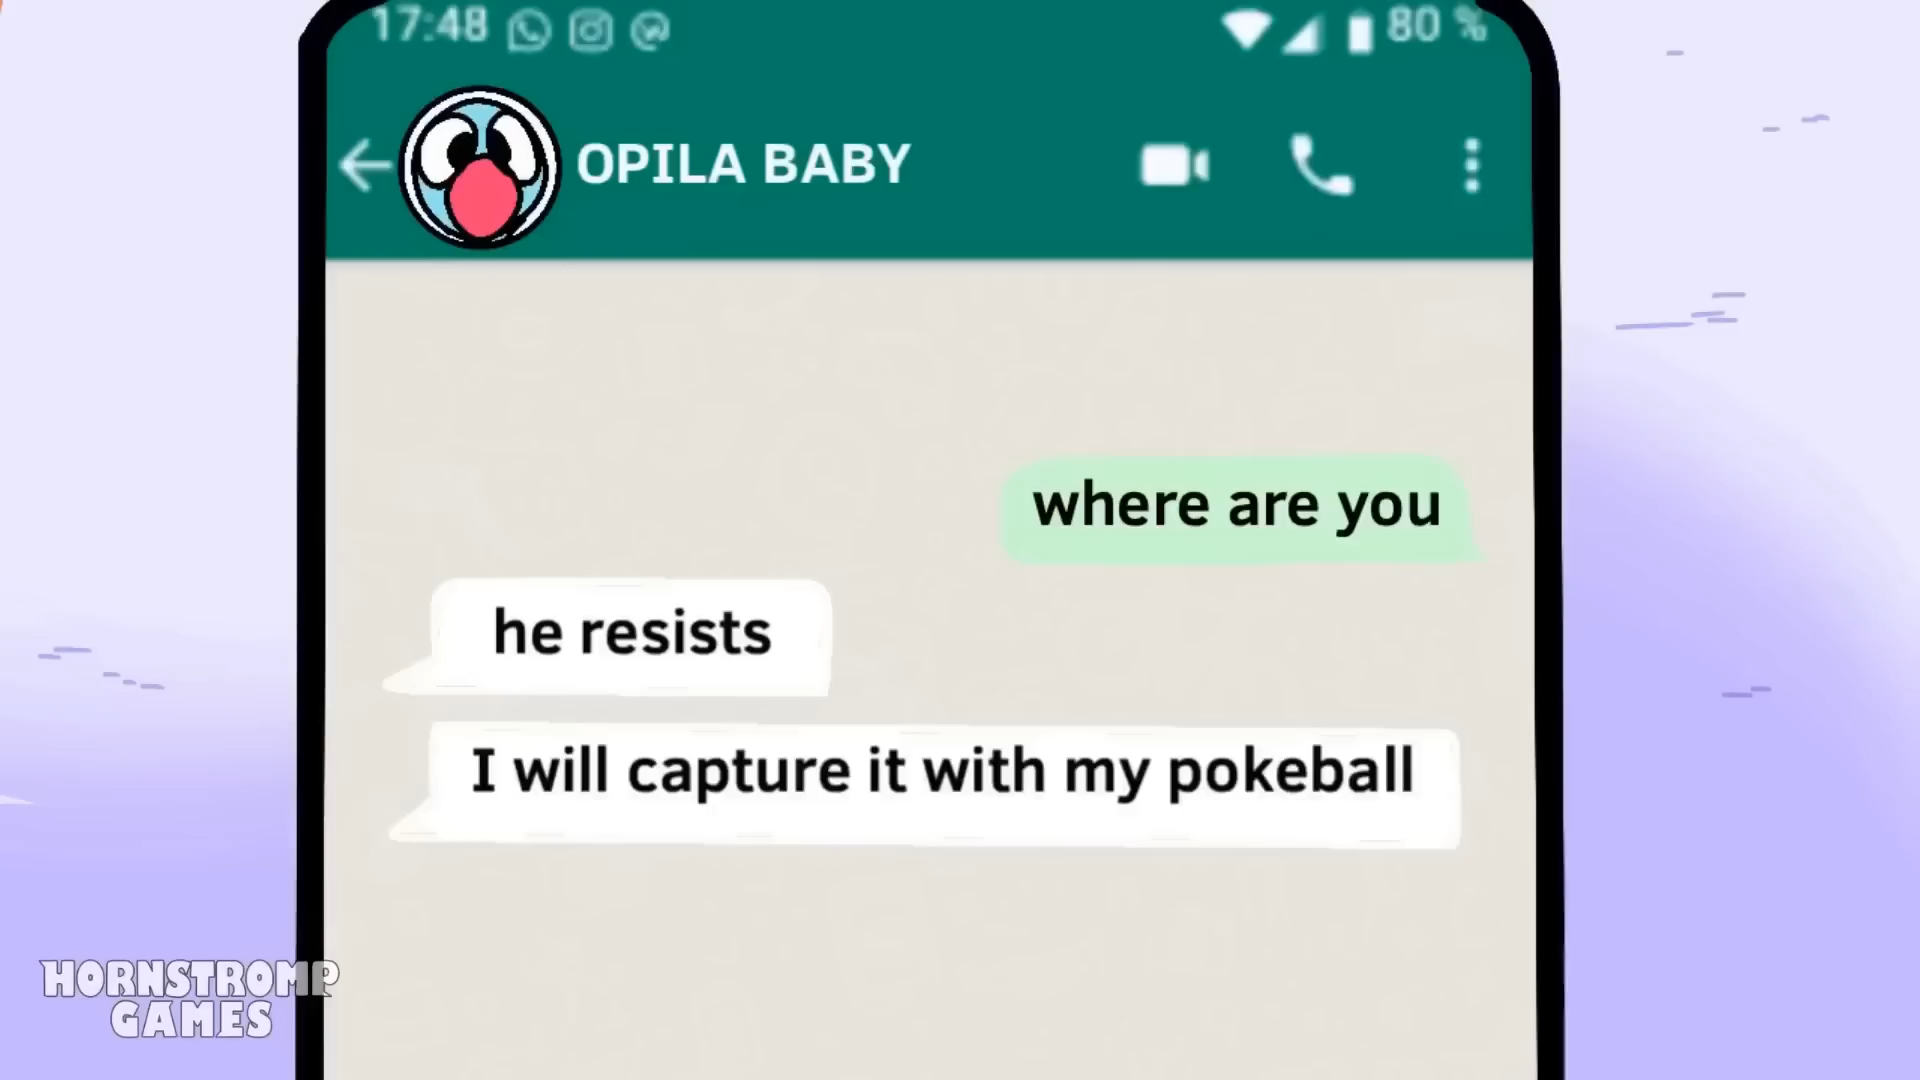 17:48
80 %
OPILA BABY
where are you
he resists
I will capture it with my pokeball
HORNSTROMP
GAMES